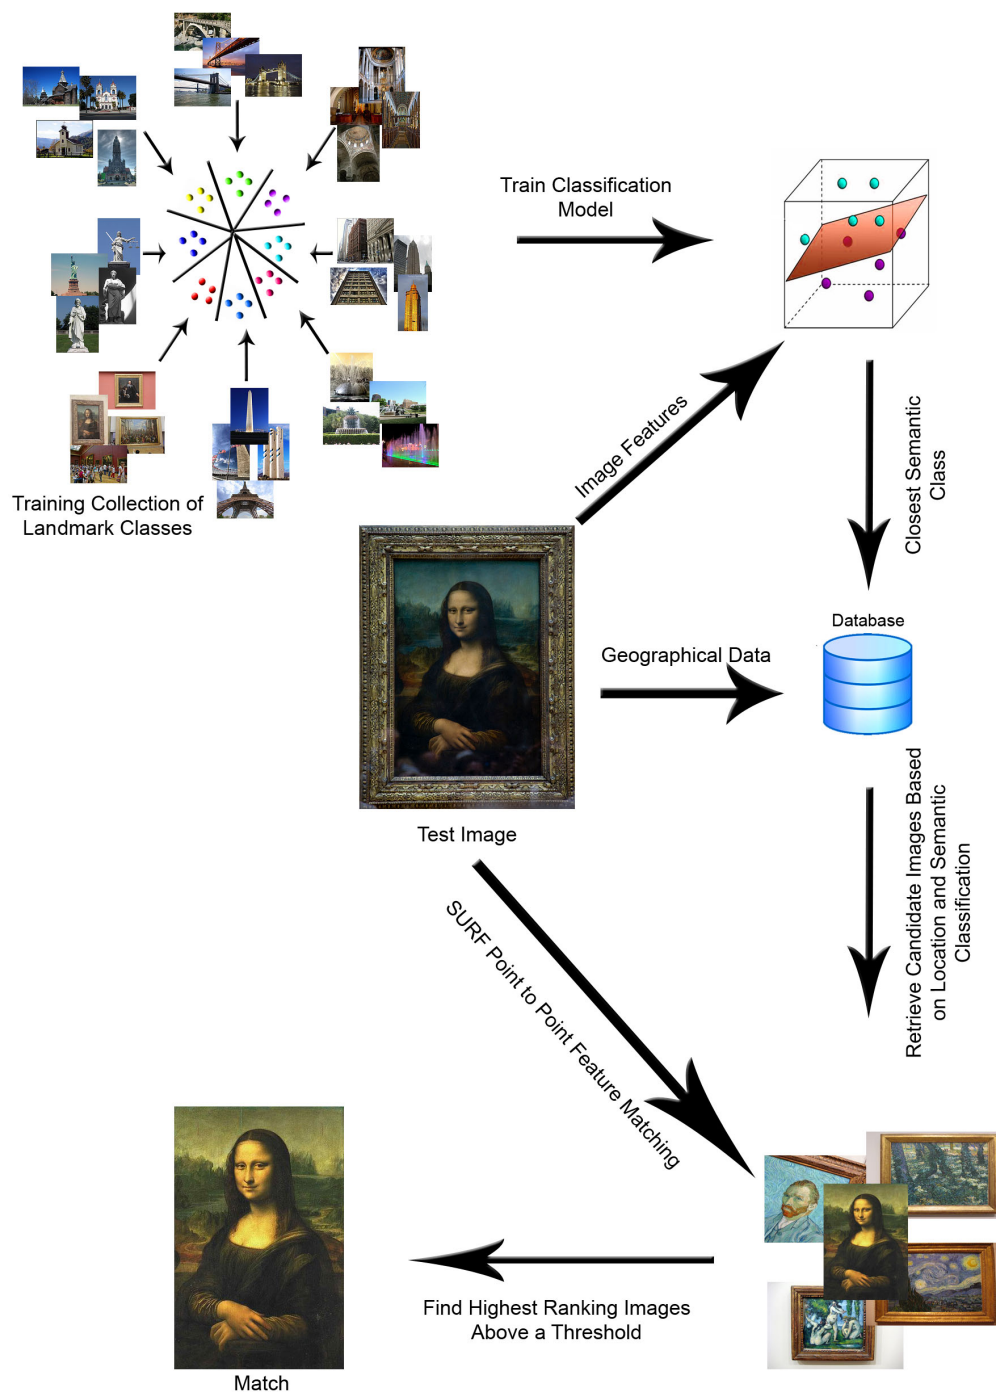 Train Classification
Model
Training Collection of
Landmark Classes
Image Features
Closest Semantic
Class
Database
Geographical Data
Test Image
Retrieve Candidate Images Based
on Location and Semantic
Classification
SURF Point to Point Feature Matching
Find Highest Ranking Images
Above a Threshold
Match